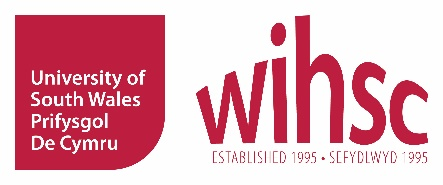 University of
South Wales
Prifysgol
De Cymru
wihsc
ESTABLISHED 1995 • SEFYDLWYD 1995